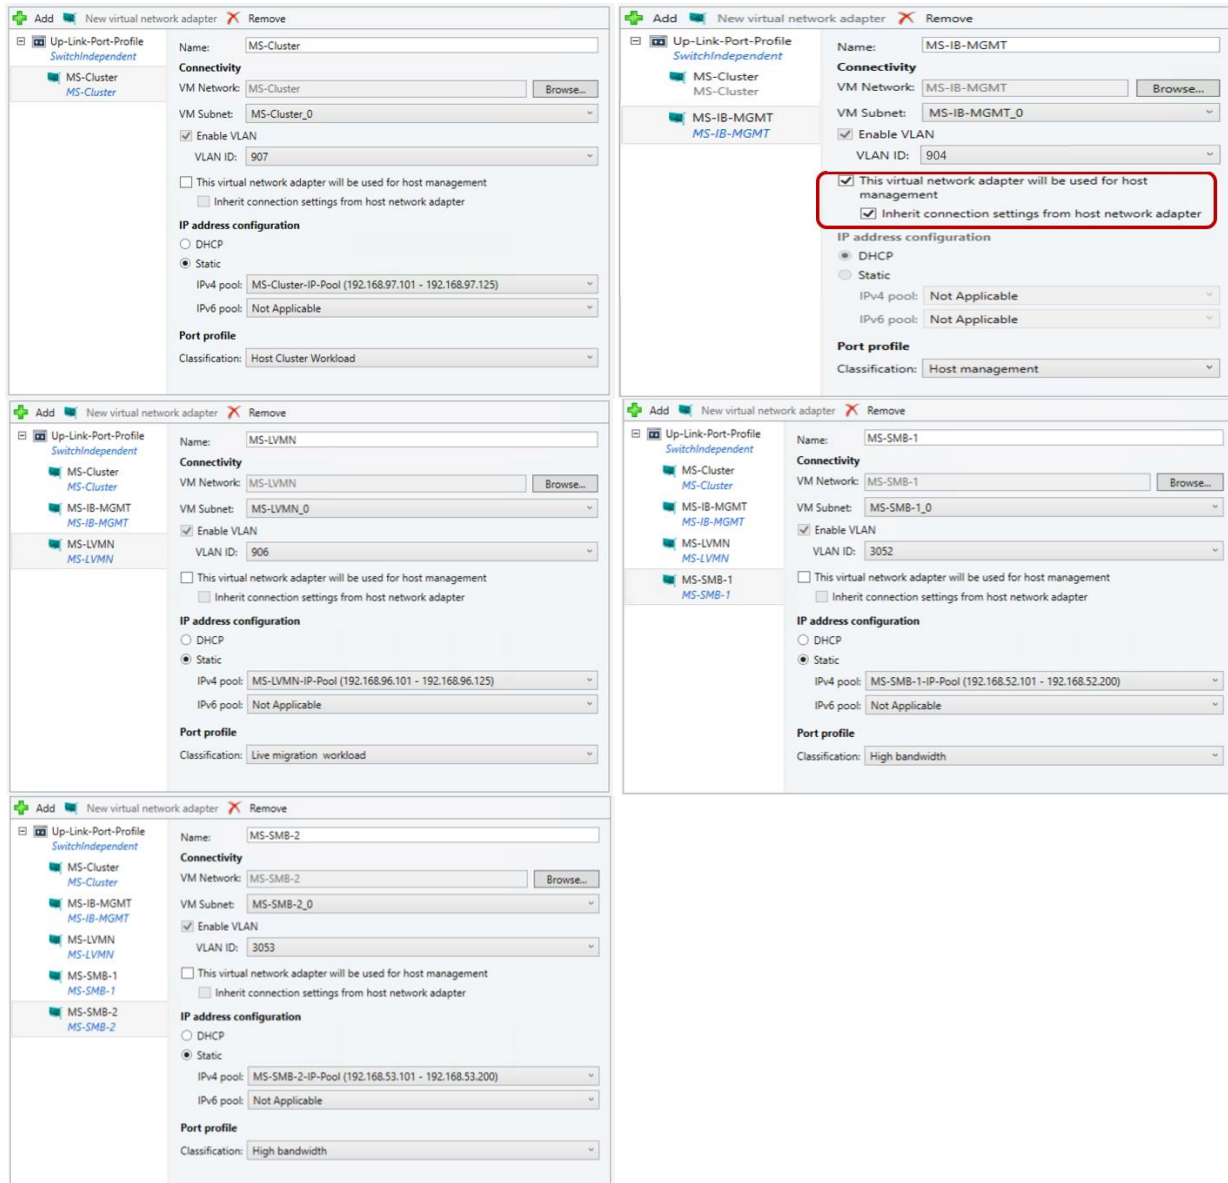 Add New virtual network adapter Remove
Up-Link-Port-Profile
SwitchIndependent
MS-Cluster
MS-Cluster
Name: MS-Cluster
Connectivity
VM Network: MS-Cluster Browse...
VM Subnet: MS-Cluster_0
Enable VLAN
VLAN ID: 907
This virtual network adapter will be used for host management
Inherit connection settings from host network adapter
IP address configuration
DHCP
Static
IPv4 pool: MS-Cluster-IP-Pool (192.168.97.101 - 192.168.97.125)
IPv6 pool: Not Applicable
Port profile
Classification: Host Cluster Workload
Add New virtual network adapter Remove
Up-Link-Port-Profile
SwitchIndependent
MS-Cluster
MS-Cluster
MS-IB-MGMT
MS-IB-MGMT
Name: MS-IB-MGMT
Connectivity
VM Network: MS-IB-MGMT Browse...
VM Subnet: MS-IB-MGMT_0
Enable VLAN
VLAN ID: 904
This virtual network adapter will be used for host
management
Inherit connection settings from host network adapter
IP address configuration
DHCP
Static
IPv4 pool: Not Applicable
IPv6 pool: Not Applicable
Port profile
Classification: Host management
Add New virtual network adapter Remove
Up-Link-Port-Profile
SwitchIndependent
MS-Cluster
MS-Cluster
MS-IB-MGMT
MS-IB-MGMT
MS-LVMN
MS-LVMN
Name: MS-LVMN
Connectivity
VM Network: MS-LVMN Browse...
VM Subnet: MS-LVMN_0
Enable VLAN
VLAN ID: 906
This virtual network adapter will be used for host management
Inherit connection settings from host network adapter
IP address configuration
DHCP
Static
IPv4 pool: MS-LVMN-IP-Pool (192.168.96.101 - 192.168.96.125)
IPv6 pool: Not Applicable
Port profile
Classification: Live migration workload
Add New virtual network adapter Remove
Up-Link-Port-Profile
SwitchIndependent
MS-Cluster
MS-Cluster
MS-IB-MGMT
MS-IB-MGMT
MS-LVMN
MS-LVMN
MS-SMB-1
MS-SMB-1
Name: MS-SMB-1
Connectivity
VM Network: MS-SMB-1 Browse...
VM Subnet: MS-SMB-1_0
Enable VLAN
VLAN ID: 3052
This virtual network adapter will be used for host management
Inherit connection settings from host network adapter
IP address configuration
DHCP
Static
IPv4 pool: MS-SMB-1-IP-Pool (192.168.52.101 - 192.168.52.200)
IPv6 pool: Not Applicable
Port profile
Classification: High bandwidth
Add New virtual network adapter Remove
Up-Link-Port-Profile
SwitchIndependent
MS-Cluster
MS-Cluster
MS-IB-MGMT
MS-IB-MGMT
MS-LVMN
MS-LVMN
MS-SMB-1
MS-SMB-1
MS-SMB-2
MS-SMB-2
Name: MS-SMB-2
Connectivity
VM Network: MS-SMB-2 Browse...
VM Subnet: MS-SMB-2_0
Enable VLAN
VLAN ID: 3053
This virtual network adapter will be used for host management
Inherit connection settings from host network adapter
IP address configuration
DHCP
Static
IPv4 pool: MS-SMB-2-IP-Pool (192.168.53.101 - 192.168.53.200)
IPv6 pool: Not Applicable
Port profile
Classification: High bandwidth